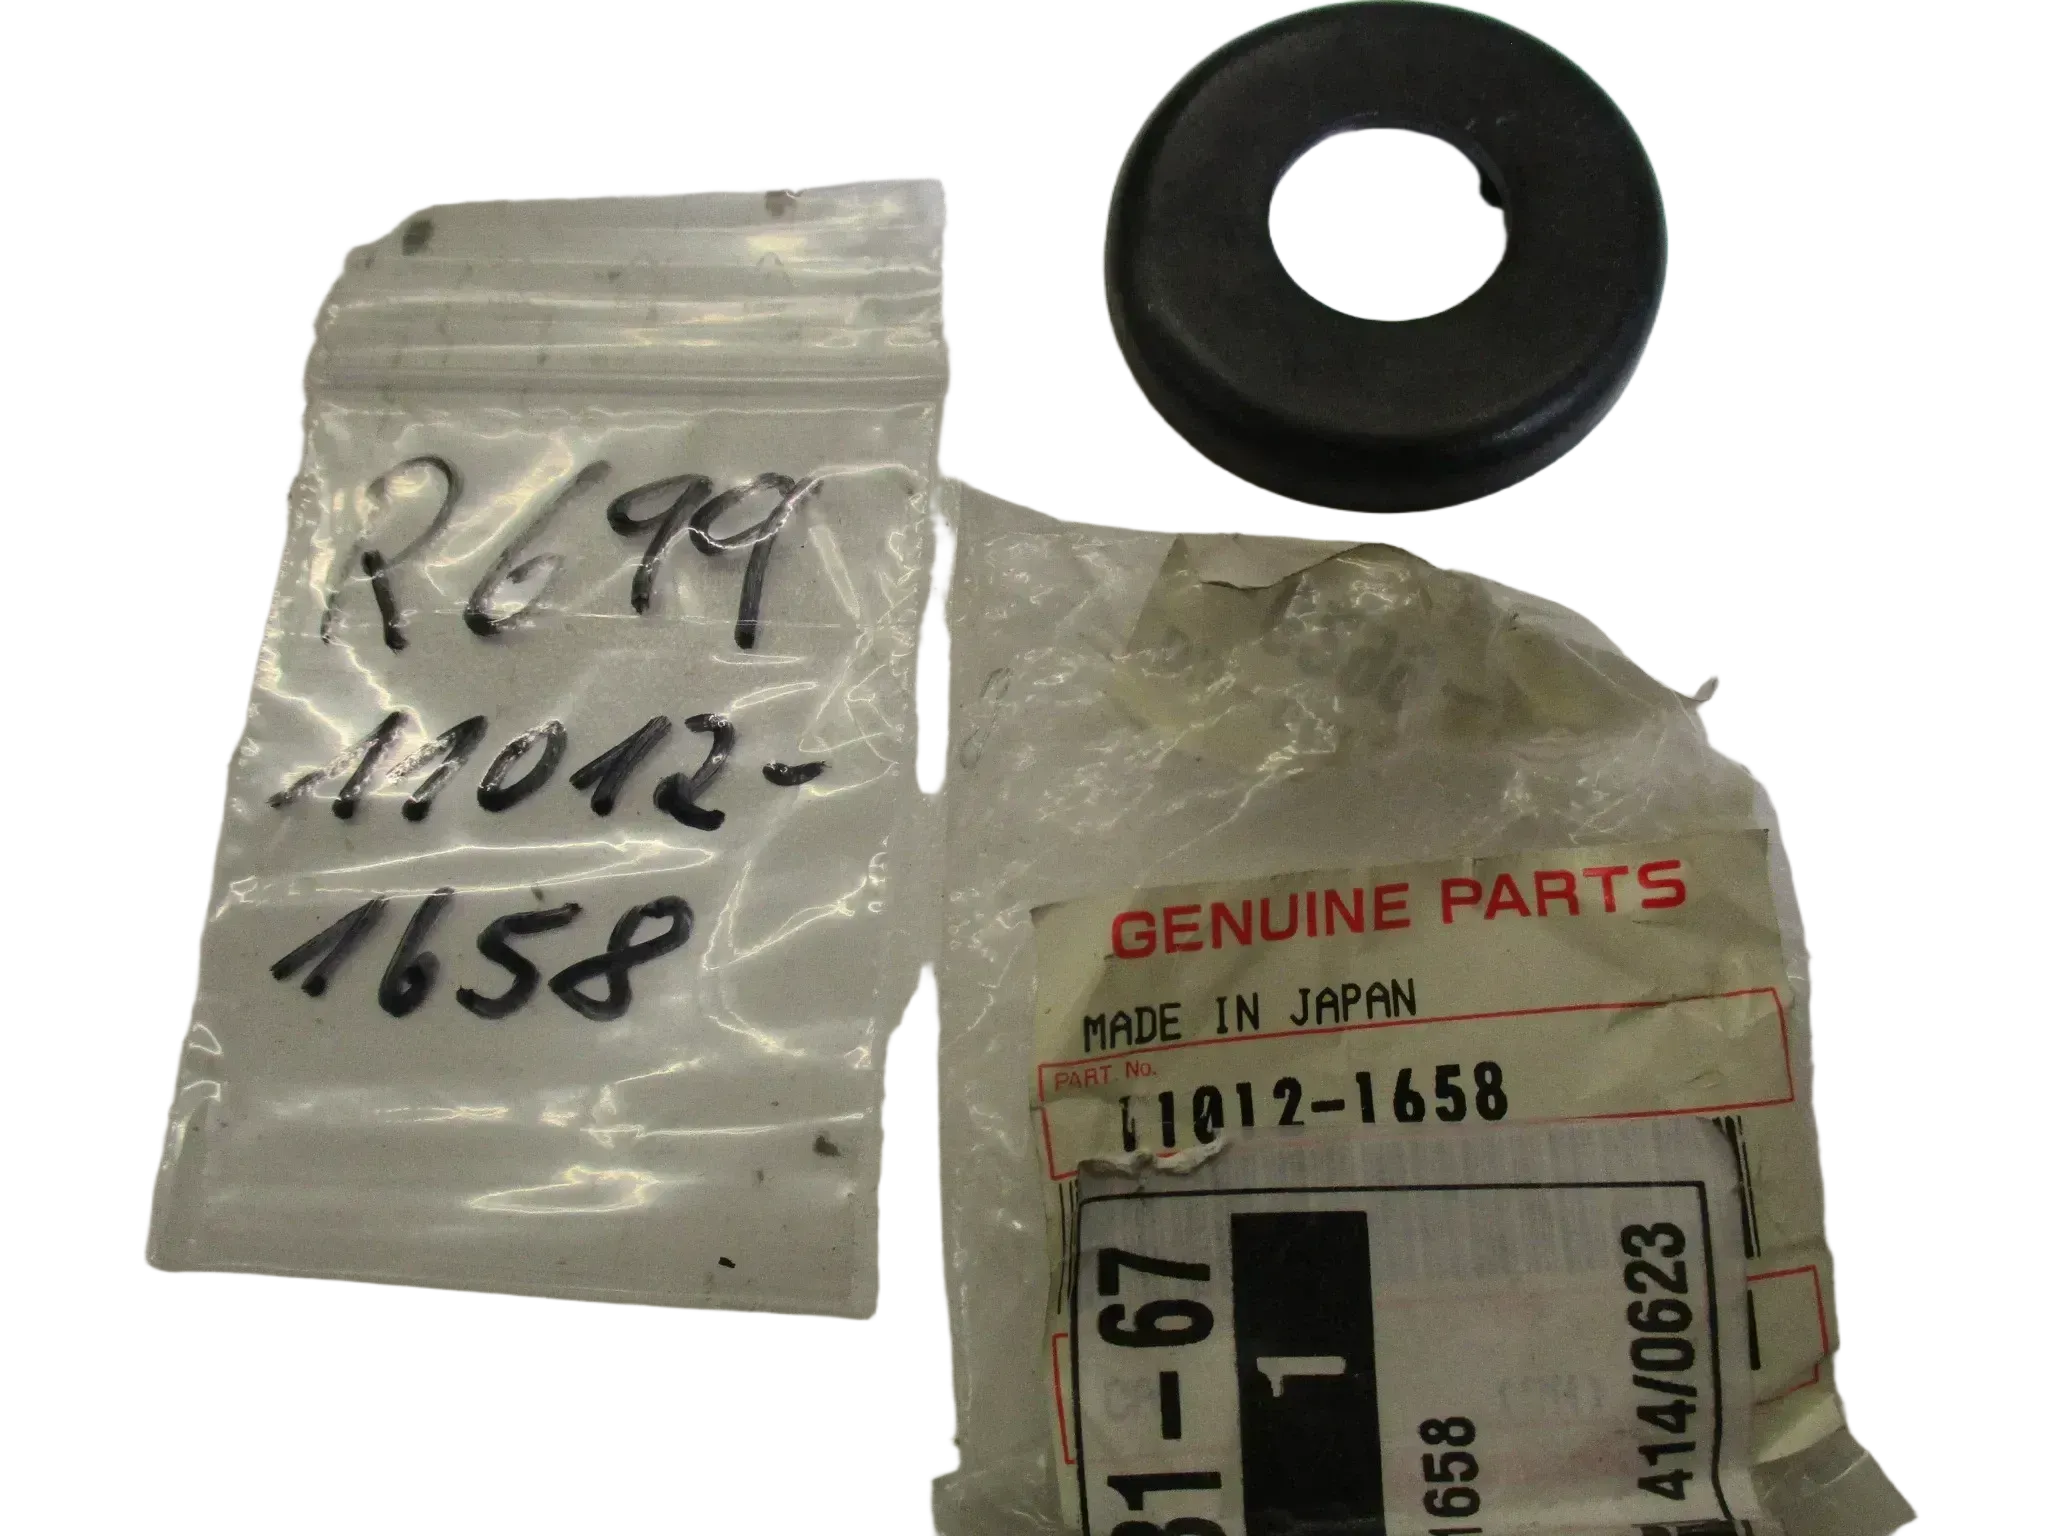 R699
11012-
1658
GENUINE PARTS
MADE IN JAPAN
PART No.
11012-1658
31-67
1
1658
414/0623